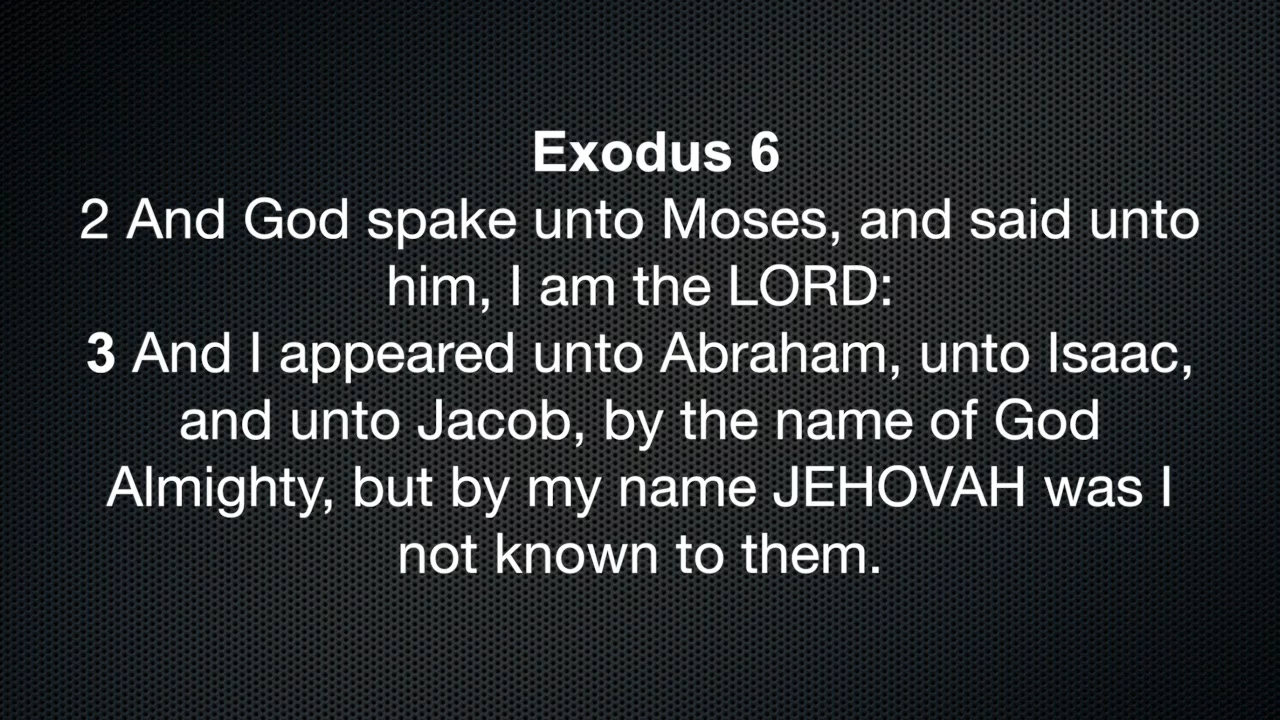 Exodus 6
2 And God spake unto Moses, and said unto
him, I am the LORD:
3 And I appeared unto Abraham, unto Isaac,
and unto Jacob, by the name of God
Almighty, but by my name JEHOVAH was I
not known to them.